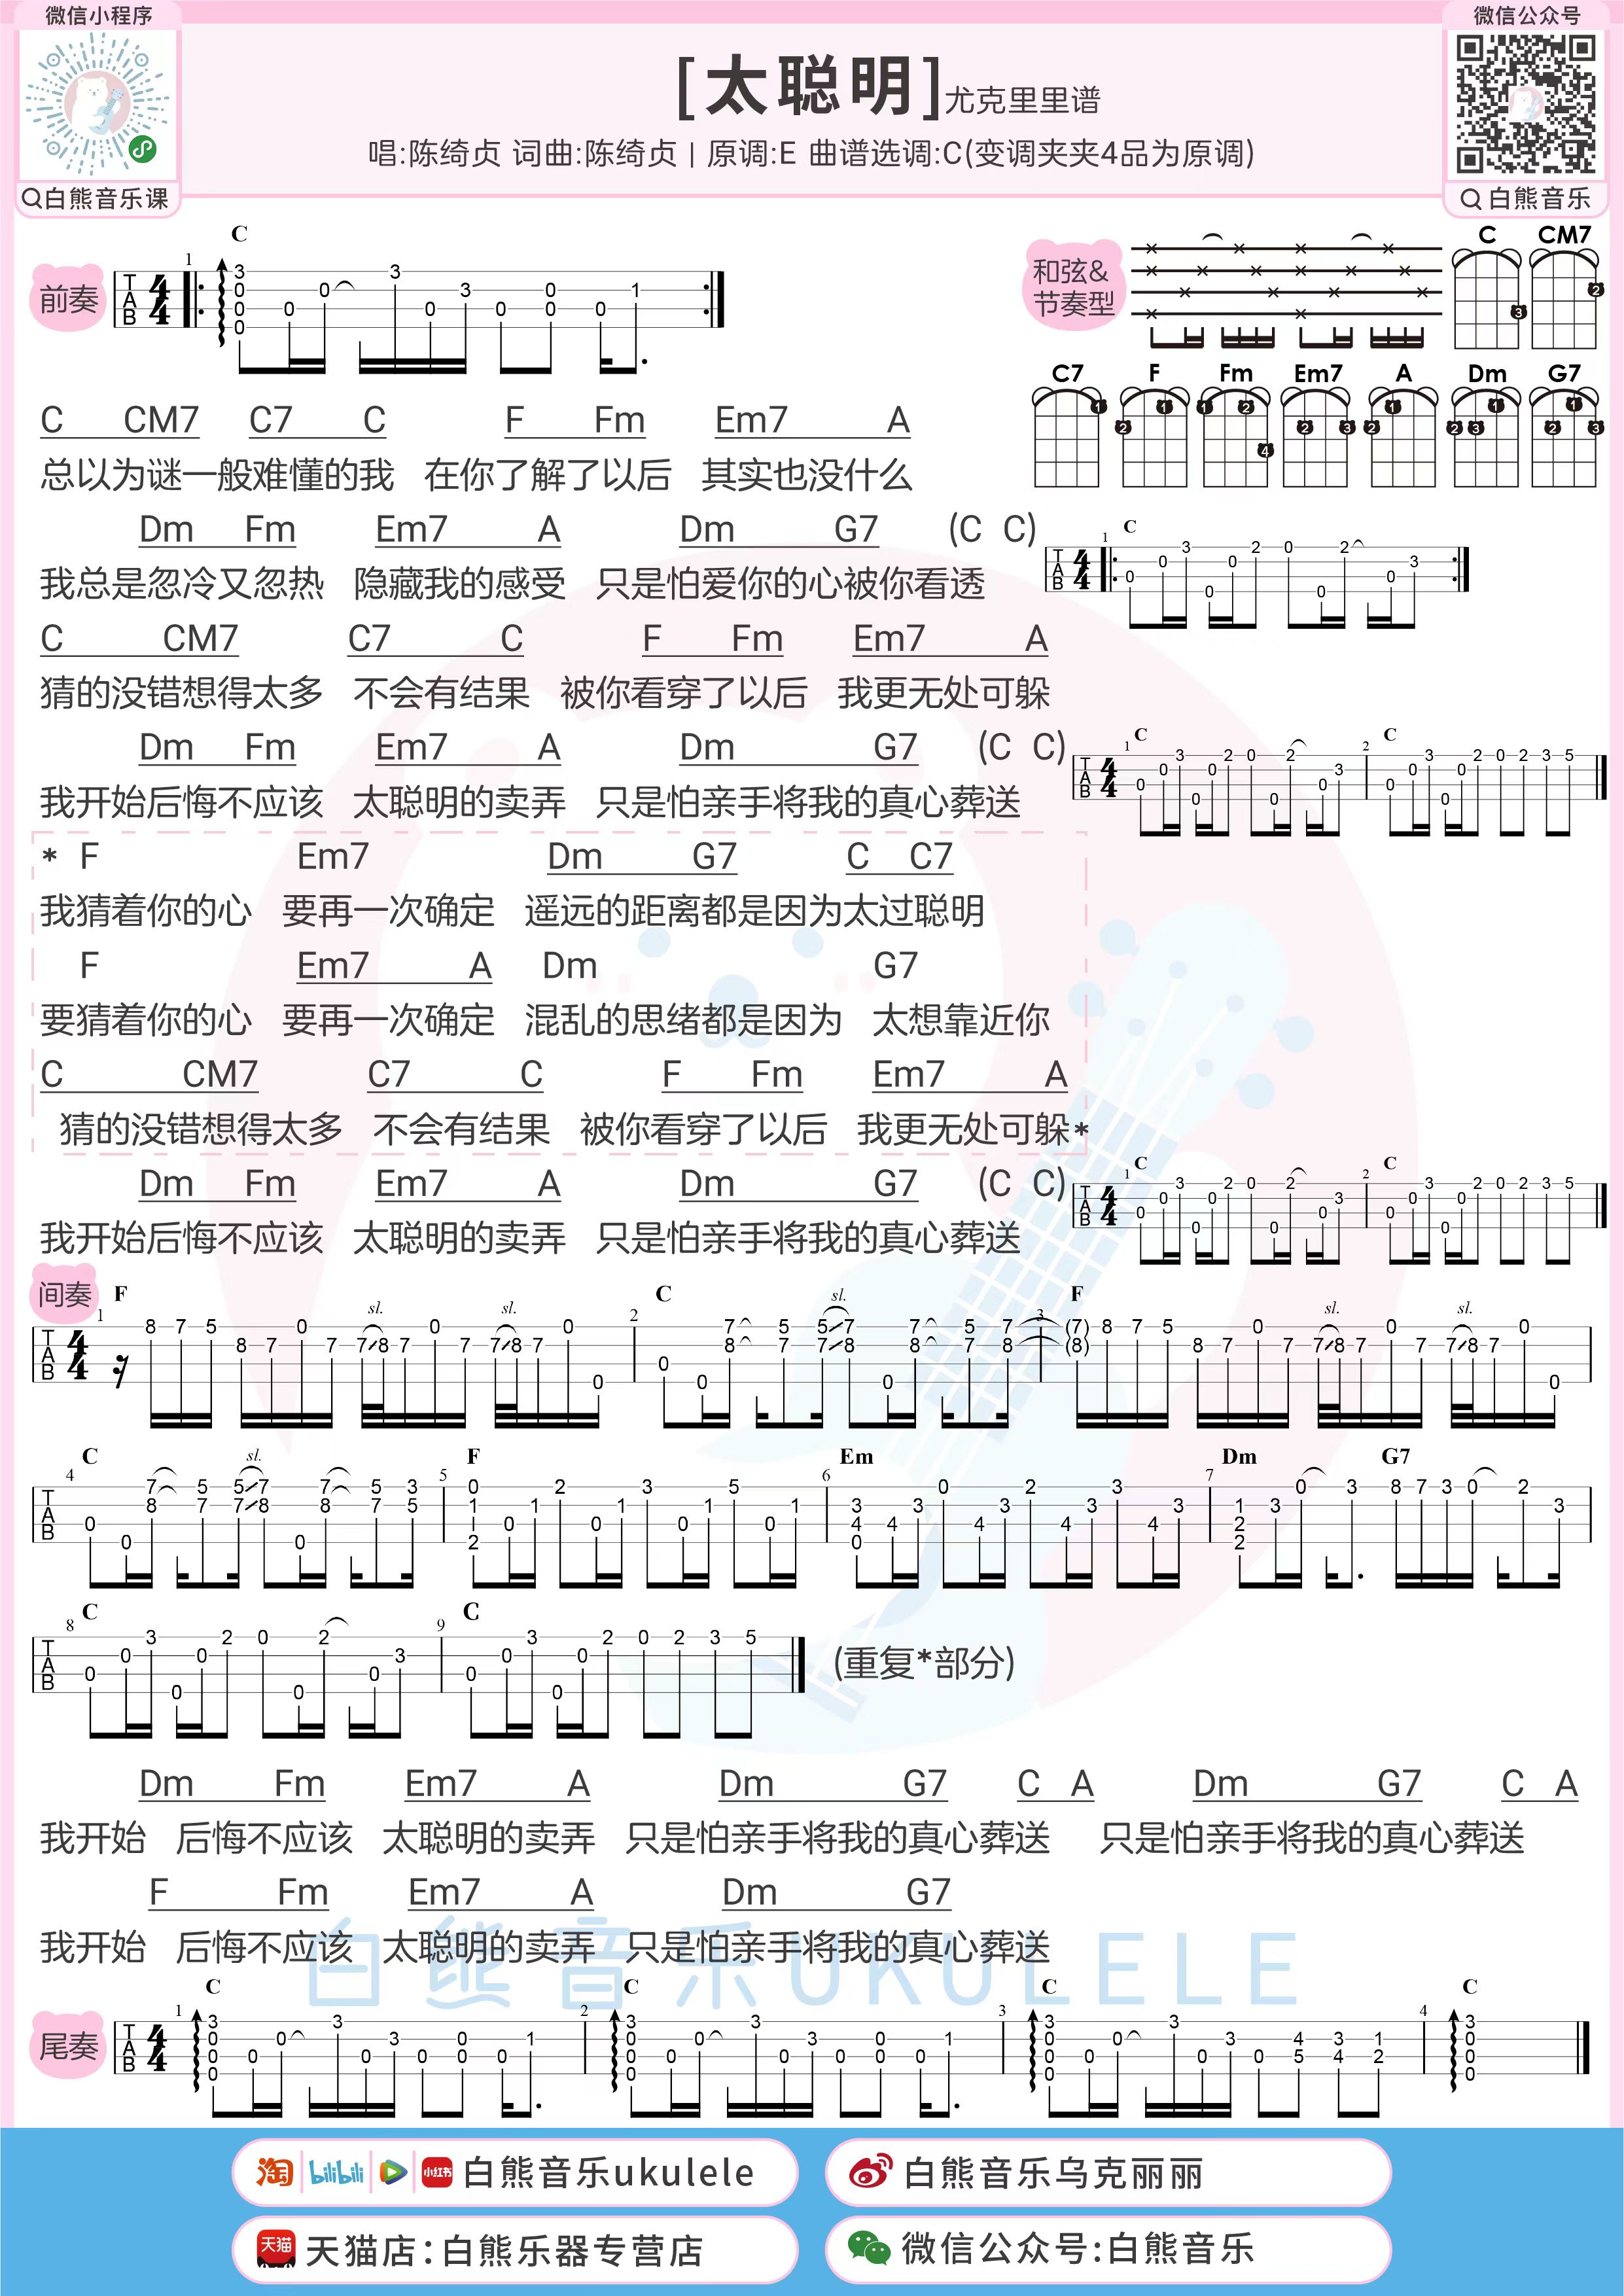 微信小程序
白熊音乐课
[太聪明]尤克里里谱
唱:陈绮贞 词曲:陈绮贞 | 原调:E 曲谱选调:C(变调夹夹4品为原调)
微信公众号
白熊音乐
前奏
C
和弦&
节奏型
C CM7
C7 F Fm Em7 A Dm G7
C CM7 C7 C F Fm Em7 A
总以为谜一般难懂的我 在你了解了以后 其实也没什么
Dm Fm Em7 A Dm G7 (C C)
我总是忽冷又忽热 隐藏我的感受 只是怕爱你的心被你看透
C CM7 C7 C F Fm Em7 A
猜的没错想得太多 不会有结果 被你看穿了以后 我更无处可躲
Dm Fm Em7 A Dm G7 (C C)
我开始后悔不应该 太聪明的卖弄 只是怕亲手将我的真心葬送
* F Em7 Dm G7 C C7
我猜着你的心 要再一次确定 遥远的距离都是因为太过聪明
F Em7 A Dm G7
要猜着你的心 要再一次确定 混乱的思绪都是因为 太想靠近你
C CM7 C7 C F Fm Em7 A
猜的没错想得太多 不会有结果 被你看穿了以后 我更无处可躲*
Dm Fm Em7 A Dm G7 (C C)
我开始后悔不应该 太聪明的卖弄 只是怕亲手将我的真心葬送
间奏
F C F
C F Em Dm G7
C C
(重复*部分)
Dm Fm Em7 A Dm G7 C A Dm G7 C A
我开始 后悔不应该 太聪明的卖弄 只是怕亲手将我的真心葬送 只是怕亲手将我的真心葬送
F Fm Em7 A Dm G7
我开始 后悔不应该 太聪明的卖弄 只是怕亲手将我的真心葬送
白熊音乐UKULELE
尾奏
C C C C
淘 bilibili 小红书 白熊音乐ukulele
白熊音乐乌克丽丽
天猫 天猫店:白熊乐器专营店
微信公众号:白熊音乐